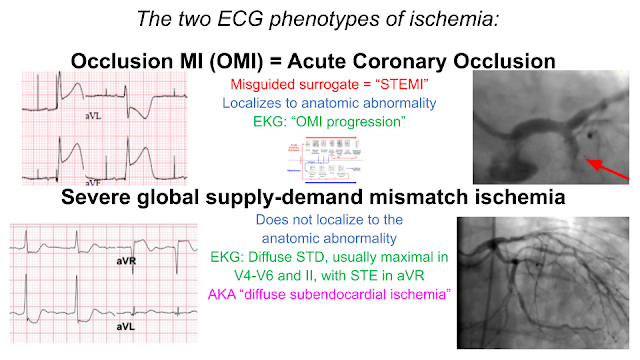 The two ECG phenotypes of ischemia:
Occlusion MI (OMI) = Acute Coronary Occlusion
Misguided surrogate = “STEMI”
Localizes to anatomic abnormality
EKG: “OMI progression”
aVL
aVF
Severe global supply-demand mismatch ischemia
Does not localize to the
anatomic abnormality
EKG: Diffuse STD, usually maximal in
V4-V6 and II, with STE in aVR
AKA “diffuse subendocardial ischemia”
aVR
aVL